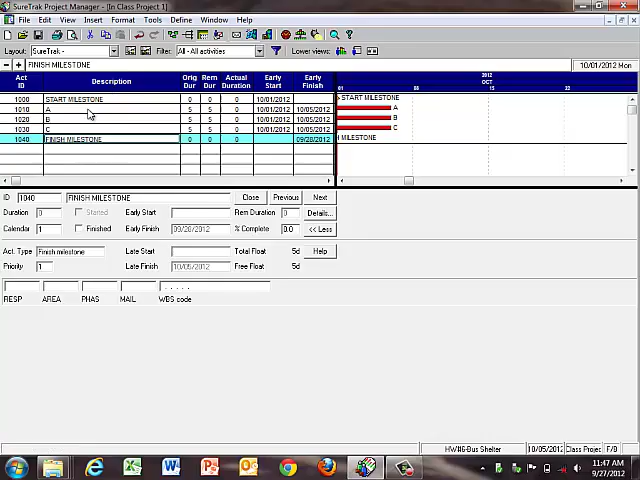 SureTrak Project Manager - [In Class Project 1]
File Edit View Insert Format Tools Define Window Help
Layout: SureTrak - Filter: All - All activities Lower views:
FINISH MILESTONE 10/01/2012 Mon
Act ID Description Orig Dur Rem Dur Actual Duration Early Start Early Finish 2012 OCT 01 8 15 22
1000 START MILESTONE 0 0 0 10/01/2012 START MILESTONE
1010 A 5 5 0 10/01/2012 10/05/2012 A
1020 B 5 5 0 10/01/2012 10/05/2012 B
1030 C 5 5 0 10/01/2012 10/05/2012 C
1040 FINISH MILESTONE 0 0 0 09/28/2012 H MILESTONE
ID 1040 FINISH MILESTONE Close Previous Next
Duration 0 Started Early Start Rem Duration 0 Details...
Calendar 1 Finished Early Finish 09/28/2012 % Complete 0.0 << Less
Act. Type Finish milestone Late Start Total Float 5d Help
Priority 1 Late Finish 10/05/2012 Free Float 5d
RESP AREA PHAS MAIL WBS code
HW#6-Bus Shelter 10/05/2012 Class Projec F/B
11:47 AM
9/27/2012